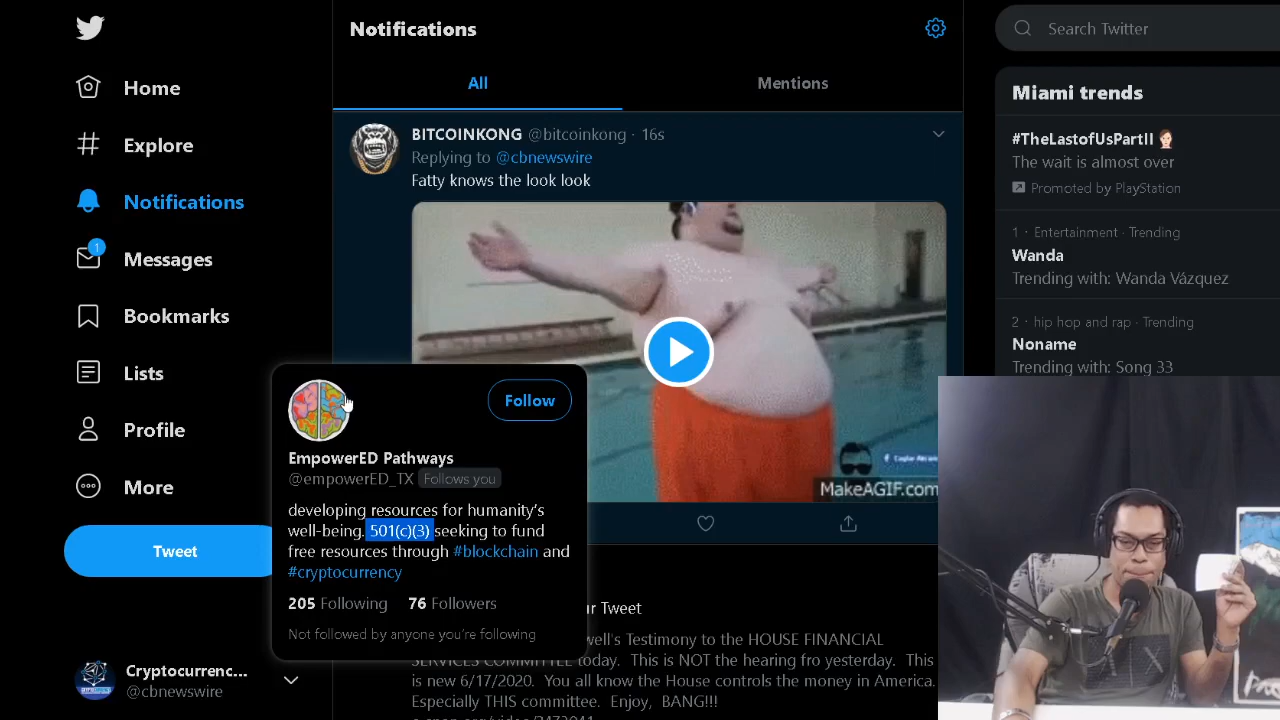 Home
Explore
Notifications
1
Messages
Bookmarks
Lists
Profile
More
Tweet
Cryptocurrenc...
@cbnewswire
Notifications
All
Mentions
BITCOINKONG @bitcoinkong · 16s
Replying to @cbnewswire
Fatty knows the look look
MakeAGIF.com
EmpowerED Pathways
@empowerED_TX Follows you
Follow
developing resources for humanity's
well-being. 501(c)(3) seeking to fund
free resources through #blockchain and
#cryptocurrency
205 Following 76 Followers
Not followed by anyone you're following
ur Tweet
well's Testimony to the HOUSE FINANCIAL
SERVICES COMMITTEE today. This is NOT the hearing fro yesterday. This
is new 6/17/2020. You all know the House controls the money in America.
Especially THIS committee. Enjoy, BANG!!!
Search Twitter
Miami trends
#TheLastofUsPartII
The wait is almost over
Promoted by PlayStation
1 · Entertainment · Trending
Wanda
Trending with: Wanda Vázquez
2 · hip hop and rap · Trending
Noname
Trending with: Song 33